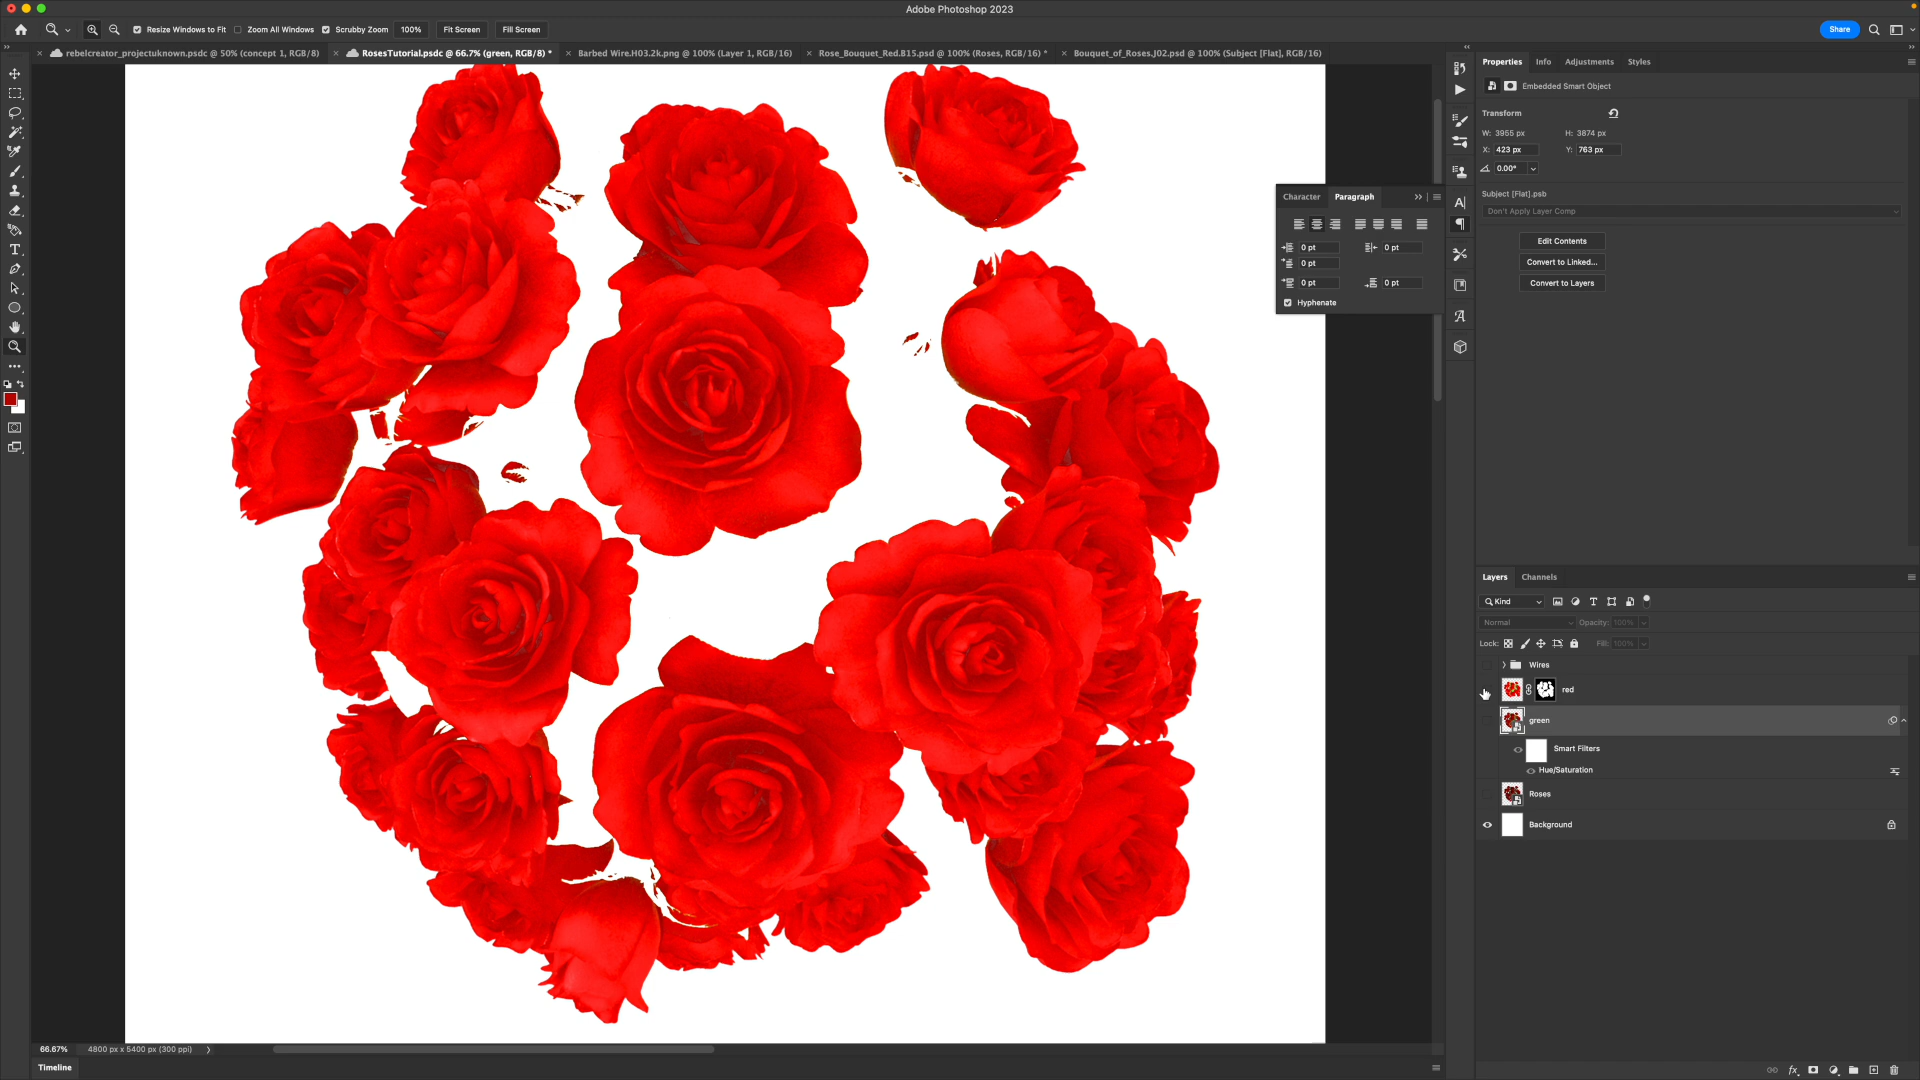 Adobe Photoshop 2023
Resize Windows to Fit Zoom All Windows Scrubby Zoom 100% Fit Screen Fill Screen Share
rebelcreator_projectuknown.psdc @ 50% (concept 1, RGB/8) RosesTutorial.psdc @ 66.7% (green, RGB/8) * Barbed Wire.H03.2k.png @ 100% (Layer 1, RGB/16) Rose_Bouquet_Red.B15.psd @ 100% (Roses, RGB/16) * Bouquet_of_Roses.J02.psd @ 100% (Subject [Flat], RGB/16)
Properties Info Adjustments Styles
Embedded Smart Object
Transform
W: 3955 px H: 3874 px
X: 423 px Y: 763 px
0.00°
Subject [Flat].psb
Don't Apply Layer Comp
Edit Contents
Convert to Linked...
Convert to Layers
Character Paragraph
0 pt 0 pt
0 pt
0 pt 0 pt
Hyphenate
Layers Channels
Kind
Normal Opacity: 100%
Lock: Fill: 100%
Wires
red
green
Smart Filters
Hue/Saturation
Roses
Background
66.67% 4800 px x 5400 px (300 ppi)
Timeline